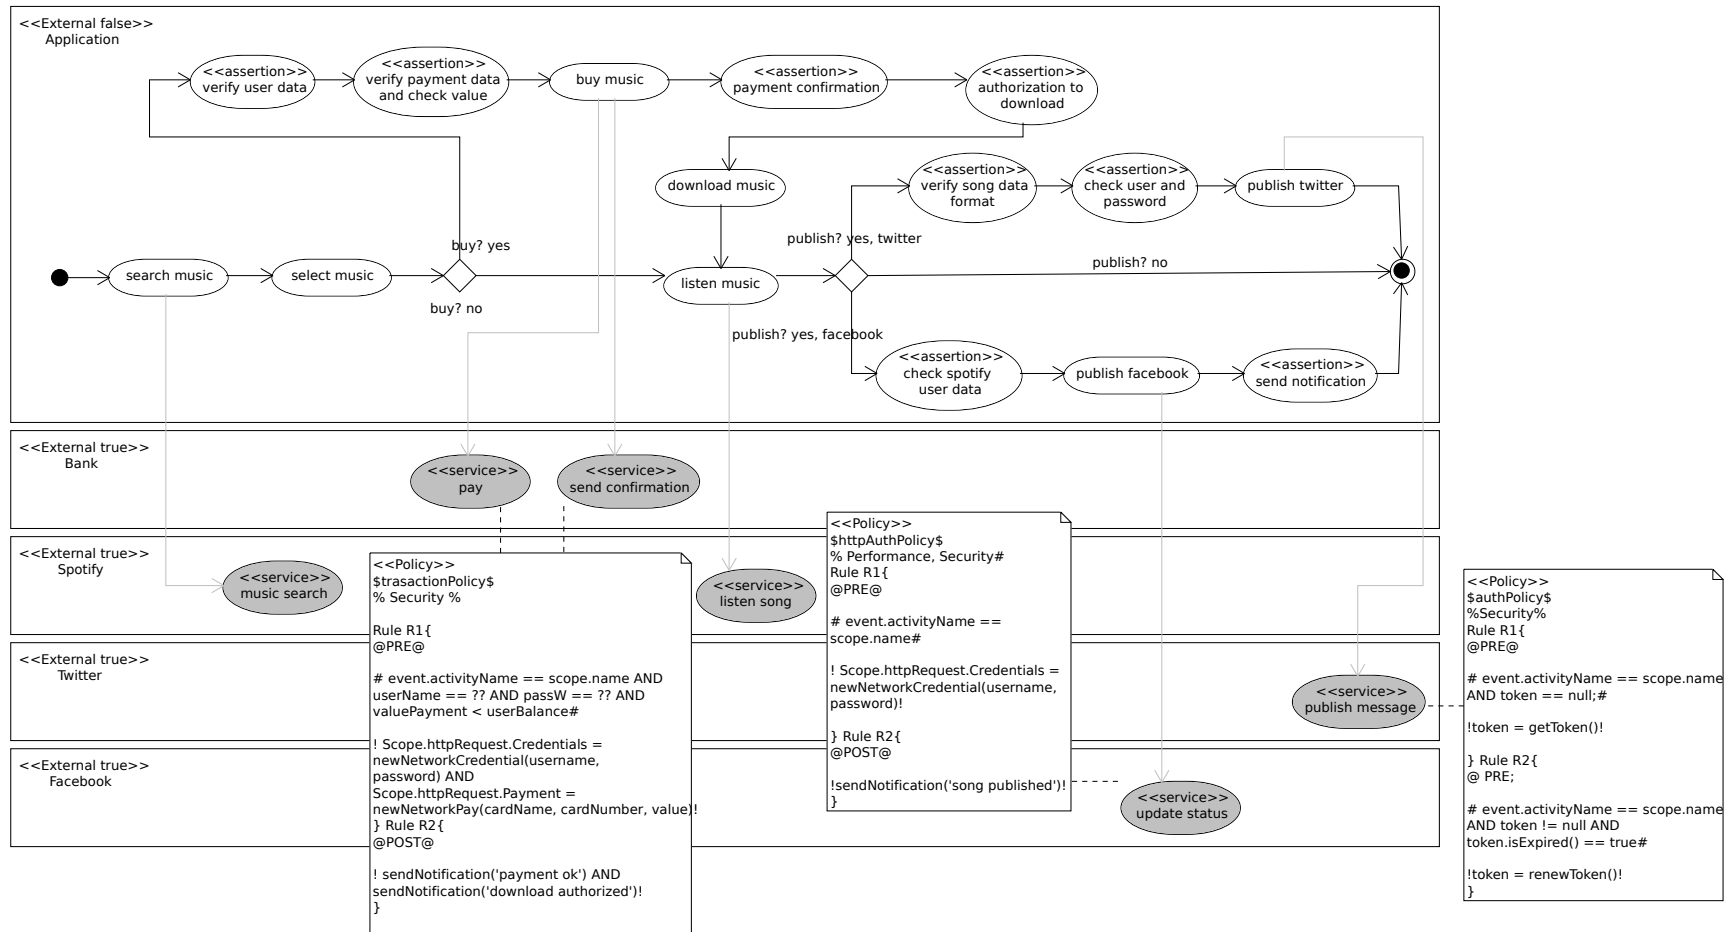 <<External false>>
Application
<<assertion>>
verify user data
<<assertion>>
verify payment data
and check value
buy music
<<assertion>>
payment confirmation
<<assertion>>
authorization to
download
download music
<<assertion>>
verify song data
format
<<assertion>>
check user and
password
publish twitter
buy? yes
publish? yes, twitter
search music
select music
listen music
publish? no
buy? no
publish? yes, facebook
<<assertion>>
check spotify
user data
publish facebook
<<assertion>>
send notification
<<External true>>
Bank
<<service>>
pay
<<service>>
send confirmation
<<External true>>
Spotify
<<service>>
music search
<<service>>
listen song
<<External true>>
Twitter
<<service>>
publish message
<<External true>>
Facebook
<<service>>
update status
<<Policy>>
$trasactionPolicy$
% Security %
Rule R1{
@PRE@
# event.activityName == scope.name AND
userName == ?? AND passW == ?? AND
valuePayment < userBalance#
! Scope.httpRequest.Credentials =
newNetworkCredential(username,
password) AND
Scope.httpRequest.Payment =
newNetworkPay(cardName, cardNumber, value)!
} Rule R2{
@POST@
! sendNotification('payment ok') AND
sendNotification('download authorized')!
}
<<Policy>>
$httpAuthPolicy$
% Performance, Security#
Rule R1{
@PRE@
# event.activityName ==
scope.name#
! Scope.httpRequest.Credentials =
newNetworkCredential(username,
password)!
} Rule R2{
@POST@
!sendNotification('song published')!
}
<<Policy>>
$authPolicy$
%Security%
Rule R1{
@PRE@
# event.activityName == scope.name
AND token == null;#
!token = getToken()!
} Rule R2{
@ PRE;
# event.activityName == scope.name
AND token != null AND
token.isExpired() == true#
!token = renewToken()!
}